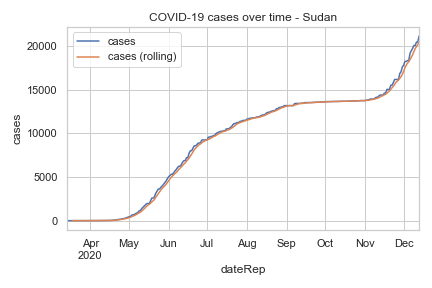 COVID-19 cases over time - Sudan
cases
cases (rolling)
20000
15000
10000
5000
0
cases
Apr
2020
May
Jun
Jul
Aug
Sep
Oct
Nov
Dec
dateRep